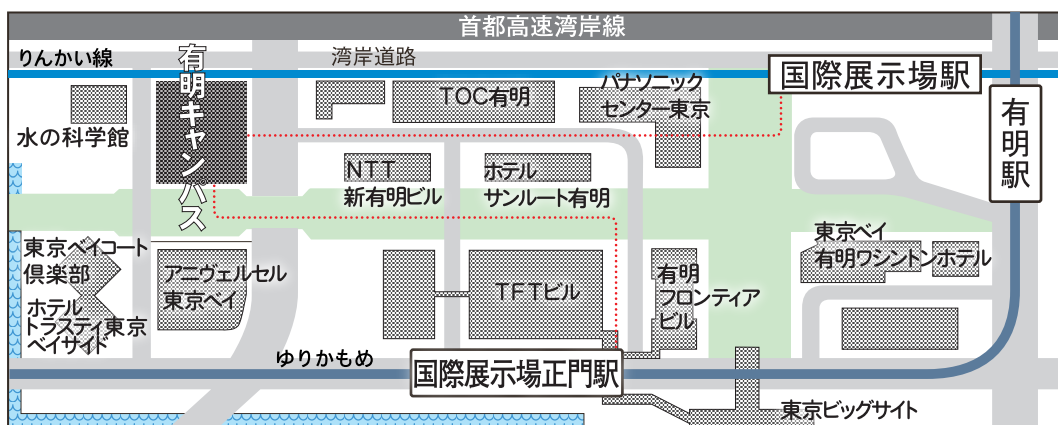 首都高速湾岸線
りんかい線
湾岸道路
国際展示場駅
有明駅
有明キャンパス
水の科学館
TOC有明
パナソニック
センター東京
NTT
新有明ビル
ホテル
サンルート有明
東京ベイコート
倶楽部
ホテル
トラスティ東京
ベイサイド
アニヴェルセル
東京ベイ
TFTビル
有明
フロンティア
ビル
東京ベイ
有明ワシントンホテル
ゆりかもめ
国際展示場正門駅
東京ビッグサイト